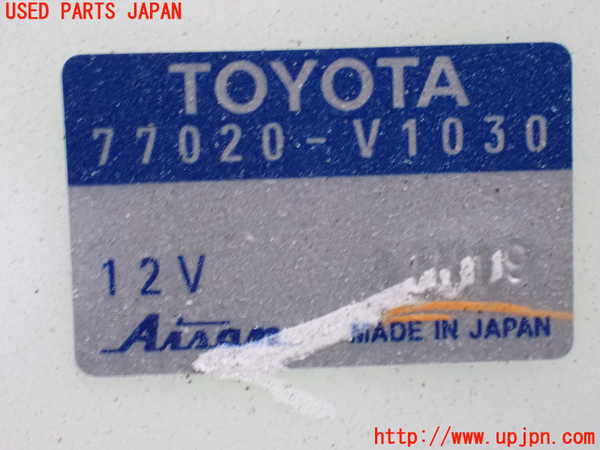 USED PARTS JAPAN
TOYOTA
77020-V1030
12V
Aisan
MADE IN JAPAN
http://www.upjpn.com